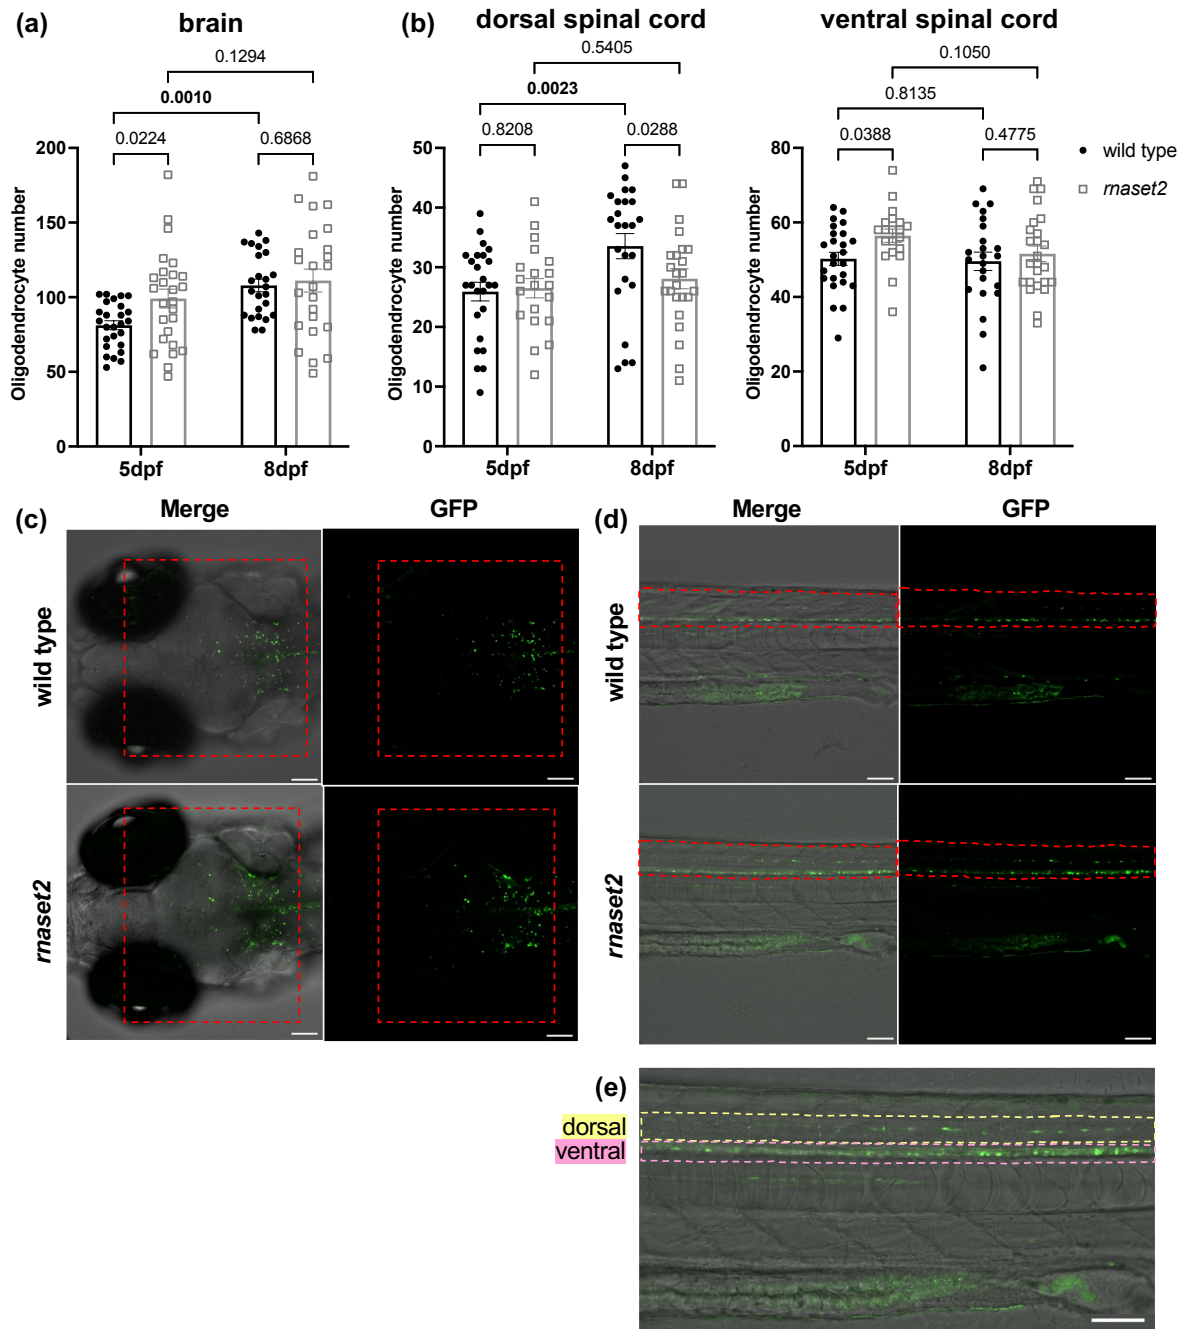 (a)
brain
0.1294
0.0010
0.0224
0.6868
Oligodendrocyte number
200
150
100
50
0
5dpf
8dpf
(b)
dorsal spinal cord
0.5405
0.0023
0.8208
0.0288
Oligodendrocyte number
50
40
30
20
10
0
5dpf
8dpf
ventral spinal cord
0.1050
0.8135
0.0388
0.4775
Oligodendrocyte number
80
60
40
20
0
5dpf
8dpf
wild type
rnaset2
(c)
Merge
GFP
wild type
rnaset2
(d)
Merge
GFP
wild type
rnaset2
(e)
dorsal
ventral